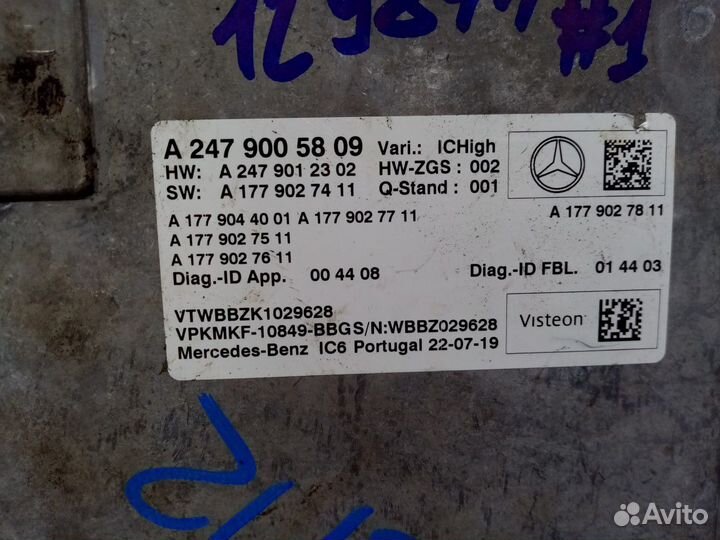 129844 #1
A 247 900 58 09 Vari.: ICHigh
HW: A 247 901 23 02 HW-ZGS : 002
SW: A 177 902 74 11 Q-Stand : 001
A 177 904 40 01 A 177 902 77 11 A 177 902 78 11
A 177 902 75 11
A 177 902 76 11
Diag.-ID App. 00 44 08 Diag.-ID FBL. 01 44 03
VTWBBZK1029628
VPKMKF-10849-BBGS/N:WBBZ029628 Visteon
Mercedes-Benz IC6 Portugal 22-07-19
Avito